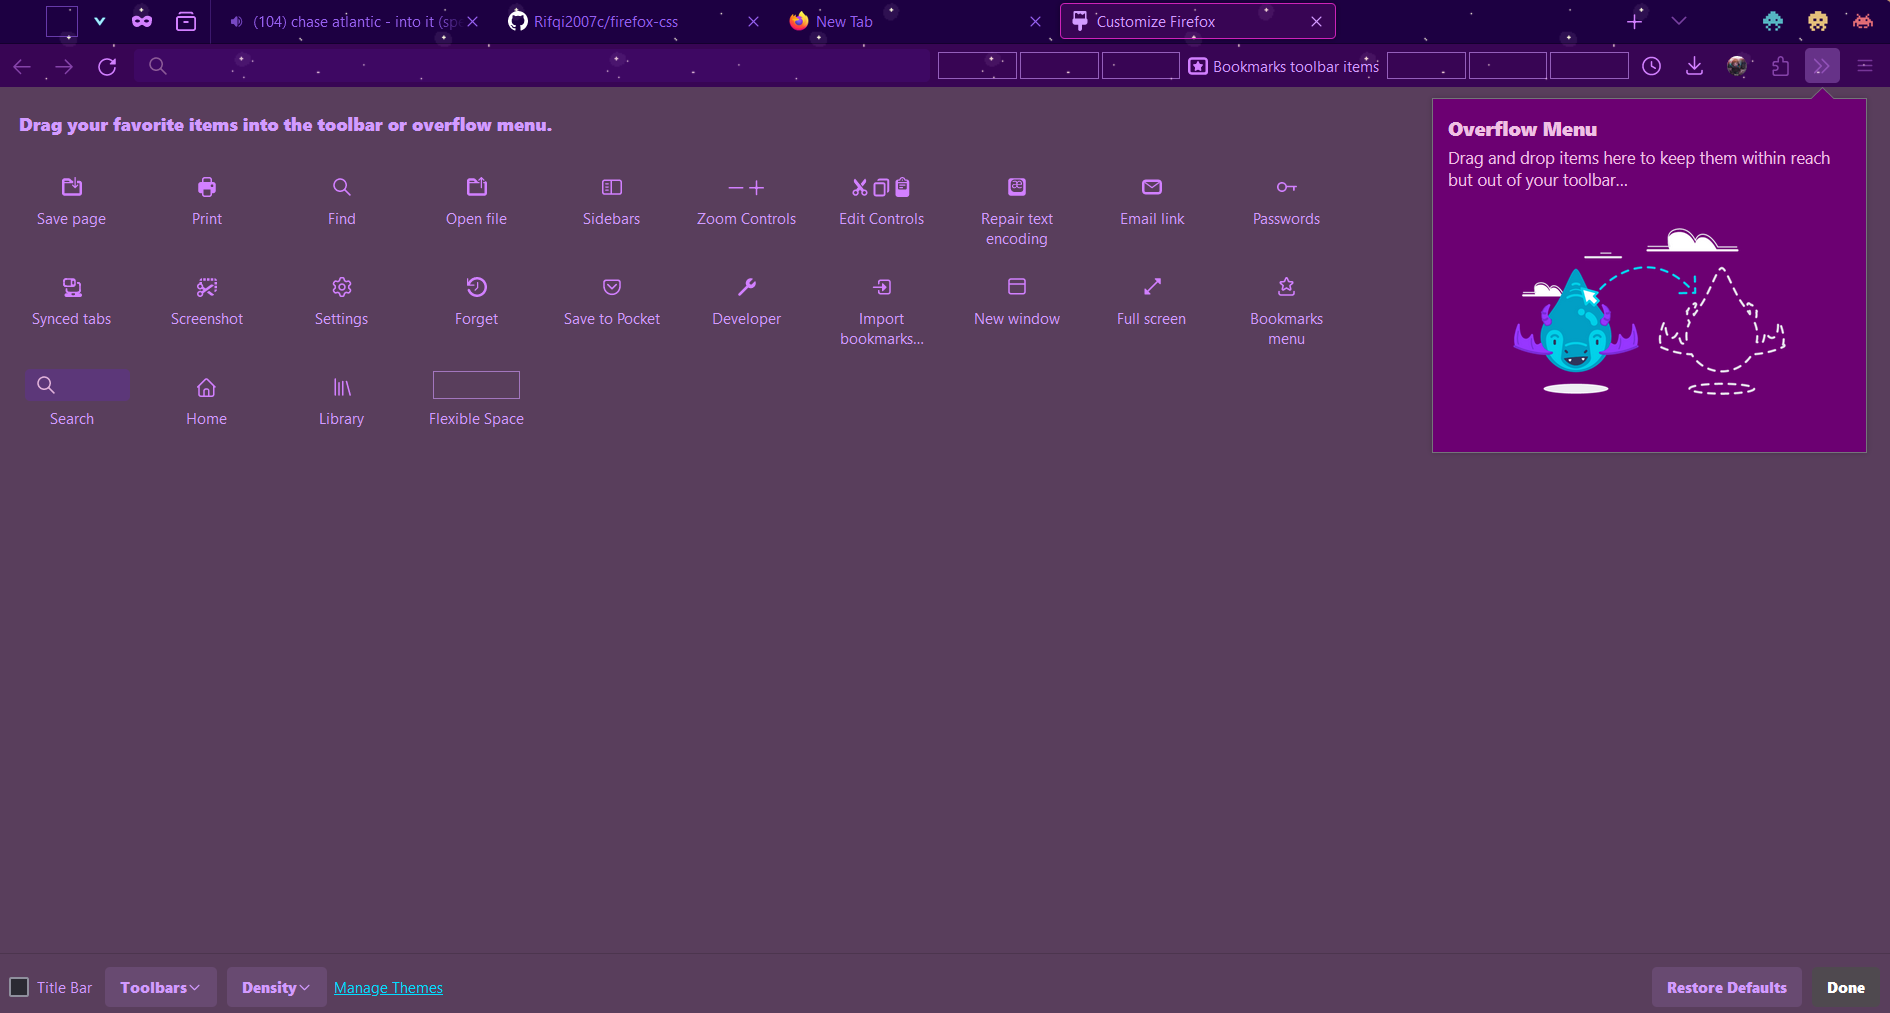 (104) chase atlantic - into it (spe
Rifqi2007c/firefox-css
New Tab
Customize Firefox
Bookmarks toolbar items
Drag your favorite items into the toolbar or overflow menu.
Overflow Menu
Drag and drop items here to keep them within reach
but out of your toolbar...
Save page
Print
Find
Open file
Sidebars
Zoom Controls
Edit Controls
Repair text
encoding
Email link
Passwords
Synced tabs
Screenshot
Settings
Forget
Save to Pocket
Developer
Import
bookmarks...
New window
Full screen
Bookmarks
menu
Search
Home
Library
Flexible Space
Title Bar
Toolbars
Density
Manage Themes
Restore Defaults
Done